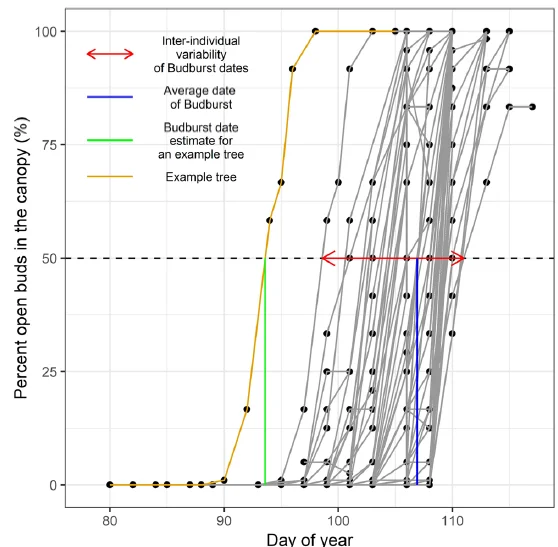 Percent open buds in the canopy (%)
100
75
50
25
0
Inter-individual
variability
of Budburst dates
Average date
of Budburst
Budburst date
estimate for
an example tree
Example tree
80
90
100
110
Day of year